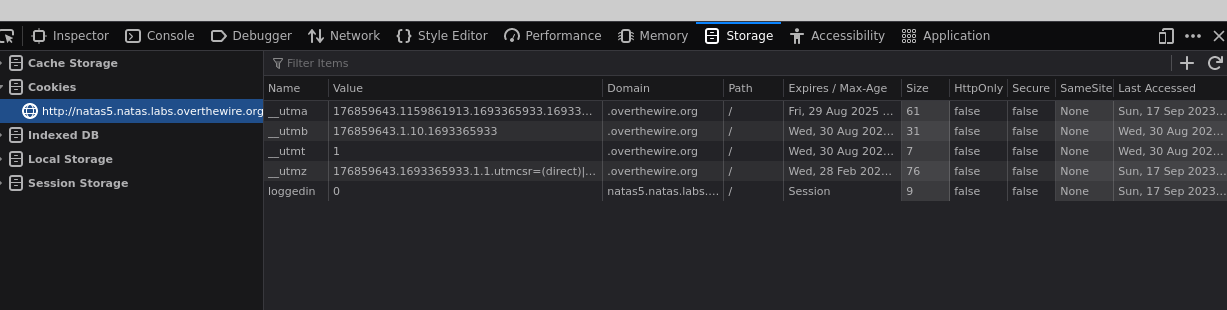 Inspector Console Debugger Network Style Editor Performance Memory Storage Accessibility Application
Cache Storage
Cookies
http://natas5.natas.labs.overthewire.org
Indexed DB
Local Storage
Session Storage
Filter Items
Name Value Domain Path Expires / Max-Age Size HttpOnly Secure SameSite Last Accessed
__utma 176859643.1159861913.1693365933.16933... .overthewire.org / Fri, 29 Aug 2025 ... 61 false false None Sun, 17 Sep 2023...
__utmb 176859643.1.10.1693365933 .overthewire.org / Wed, 30 Aug 202... 31 false false None Wed, 30 Aug 202...
__utmt 1 .overthewire.org / Wed, 30 Aug 202... 7 false false None Wed, 30 Aug 202...
__utmz 176859643.1693365933.1.1.utmcsr=(direct)|... .overthewire.org / Wed, 28 Feb 202... 76 false false None Sun, 17 Sep 2023...
loggedin 0 natas5.natas.labs.... / Session 9 false false None Sun, 17 Sep 2023...